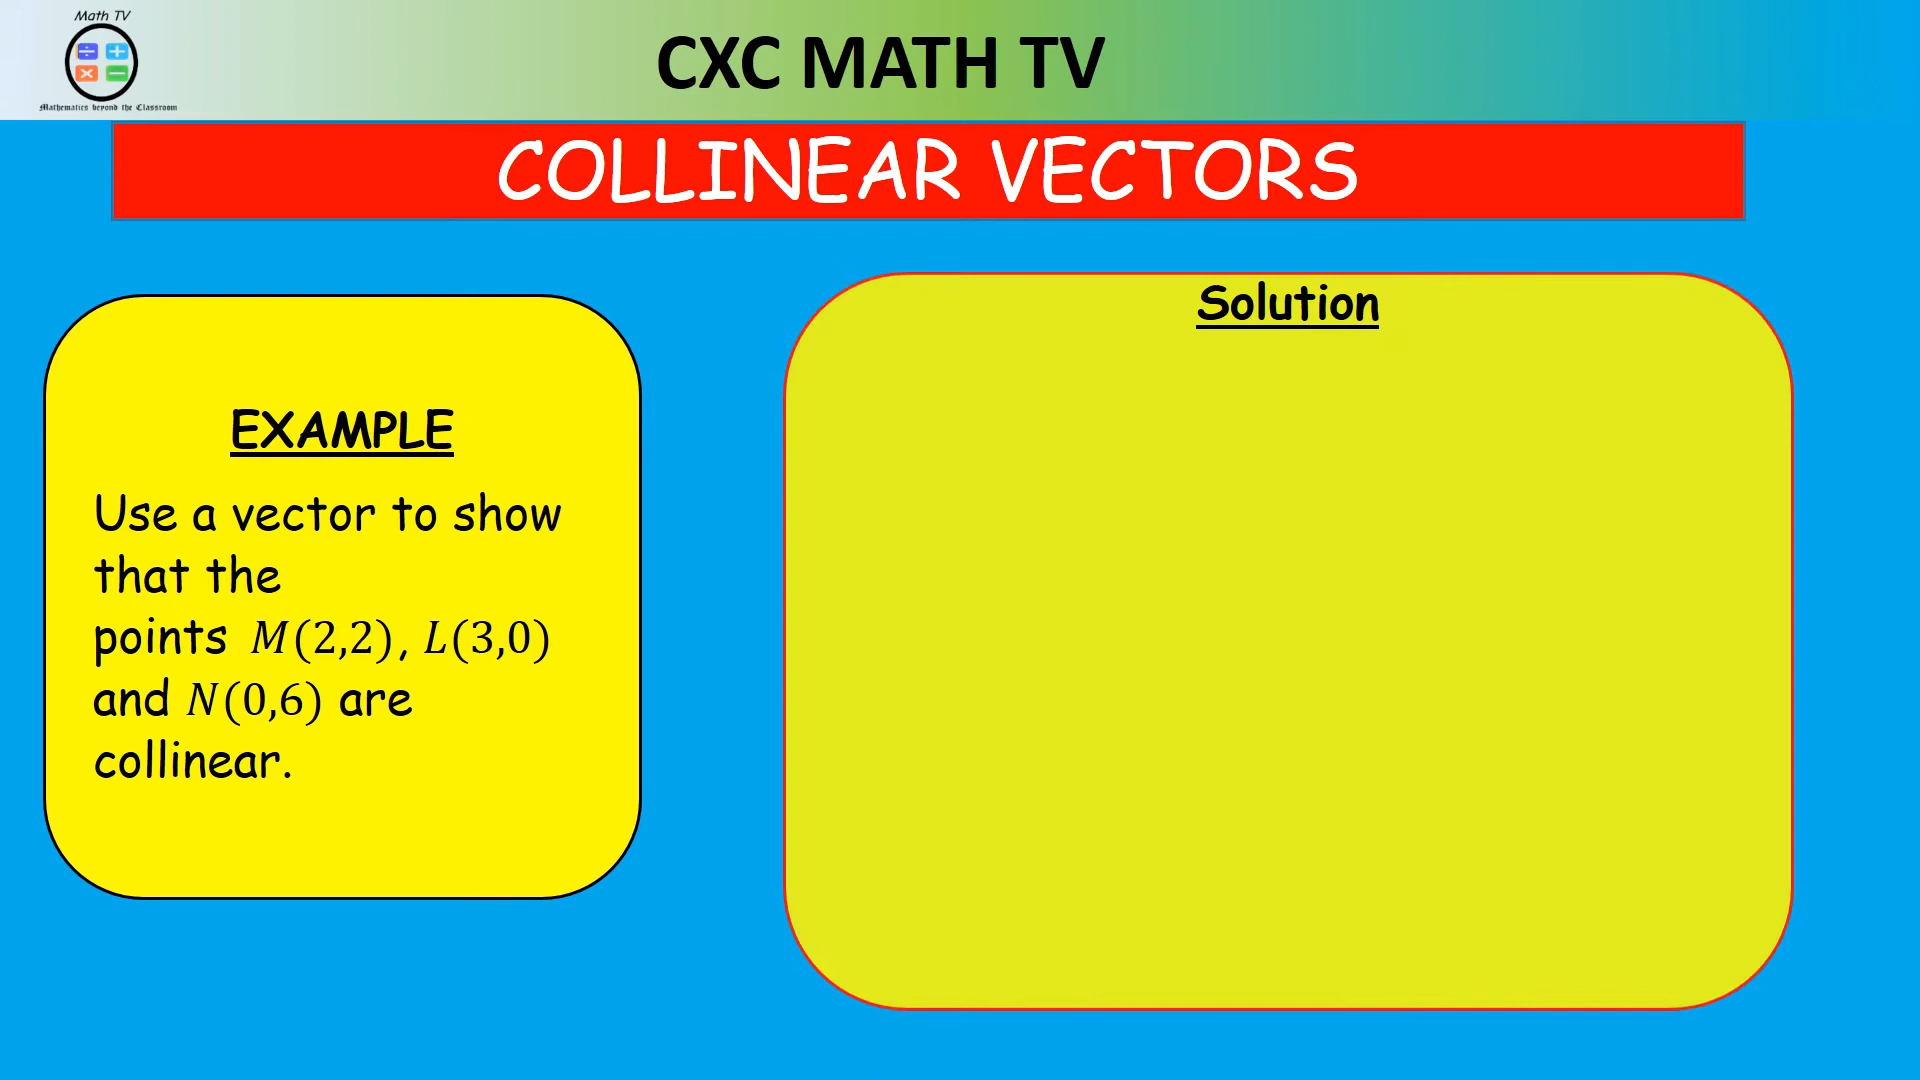 Math TV
Mathematics beyond the Classroom
CXC MATH TV
COLLINEAR VECTORS
EXAMPLE
Use a vector to show
that the
points M(2,2), L(3,0)
and N(0,6) are
collinear.
Solution